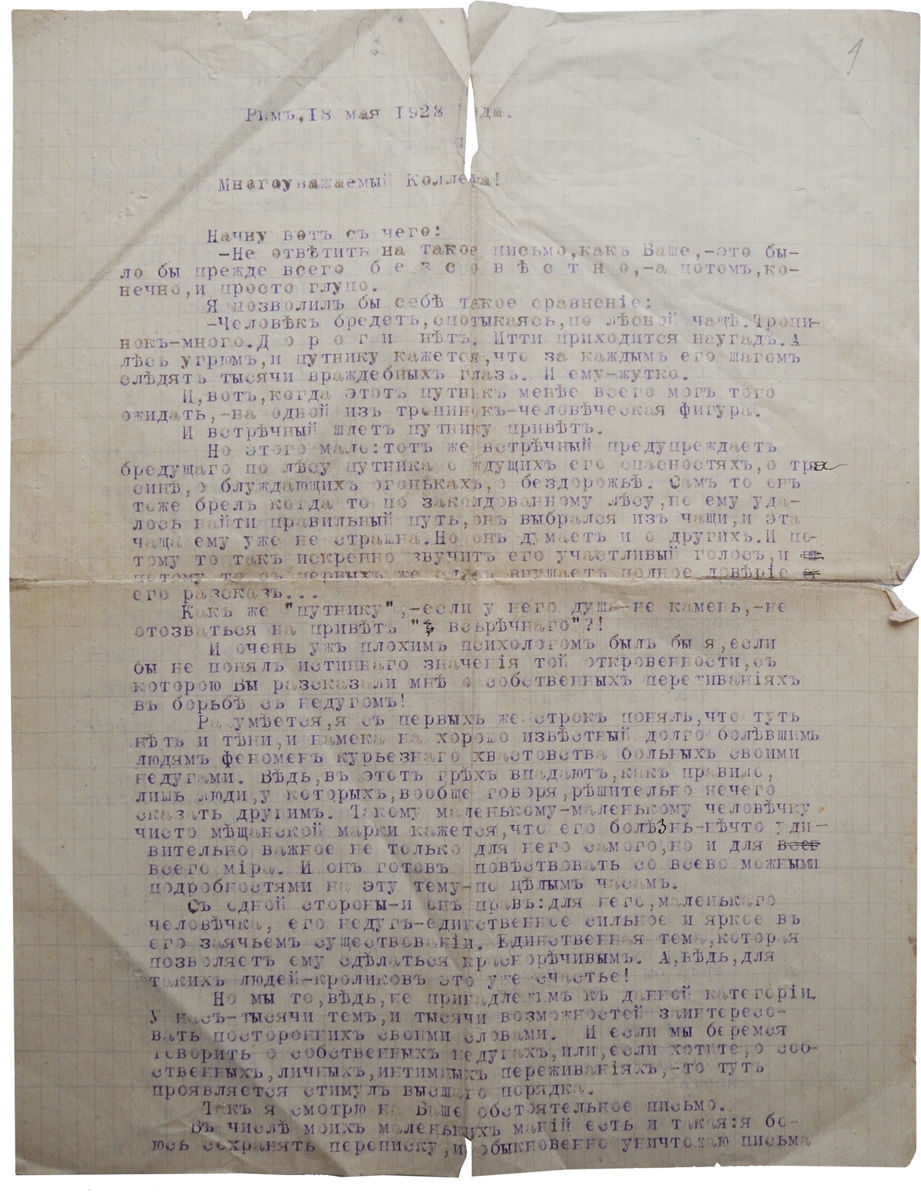 1
Римъ,18 мая 1928 года.
Многоуважаемый Коллега!
Начну вотъ съ чего:
-Не отвѣтить на такое письмо,какъ Ваше,-это бы-
ло бы прежде всего б е з с о в ѣ с т н о,-а потомъ,ко-
нечно,и просто глупо.
Я позволил бы себѣ такое сравненіе:
-Человѣкъ бредетъ,спотыкаясь,по лѣсной чащѣ.Тропи-
нокъ-много.Д о р о г и нѣтъ. Итти приходится наугадъ.А
лѣсъ угрюмъ,и путнику кажется,что за каждымъ его шагомъ
слѣдятъ тысячи враждебныхъ глазъ. И ему-жутко.
И,вотъ,когда этотъ путникъ менѣе всего могъ того
ожидать,-на одной изъ тропинокъ-человѣческая фигура.
И встрѣчный шлетъ путнику привѣтъ.
Но этого мало:тотъ же встрѣчный предупреждаетъ
бредущаго по лѣсу путника о ждущихъ его опасностяхъ,о тря
синѣ,о блуждающихъ огонькахъ,о бездорожьѣ. Самъ то онъ
тоже брелъ когда то по заколдованному лѣсу,но ему уда-
лось найти правильный путь,онъ выбрался изъ чащи,и эта
чаща ему уже не страшна.Но онъ думаетъ и о другихъ.И по-
тому то такъ искренно звучитъ его участливый голосъ,и
потому то съ первыхъ же словъ внушаетъ полное довѣріе
его разсказъ...
Какъ же "путнику",-если у него душа-не камень,-не
отозваться на привѣтъ " всьрѣчнаго"?!
И очень ужъ плохимъ психологомъ былъ бы я,если
бы не понялъ истиннаго значенія той откровенности,съ
которою Вы разсказали мнѣ о собственныхъ переживаніяхъ
въ борьбѣ съ недугомъ!
Разумѣется,я съ первыхъ же строкъ понялъ,что тутъ
нѣтъ и тѣни,и намека на хорошо извѣстный долго болѣвшимъ
людямъ феноменъ курьезнаго хвастовства больныхъ своими
недугами. Вѣдь,въ этотъ грѣхъ впадаютъ,какъ правило,
лишь люди,у которыхъ,вообще говоря,рѣшительно нечего
сказать другимъ. Такому маленькому-маленькому человѣчку
чисто мѣщанской марки кажется,что его болѣзнь-нѣчто уди-
вительно важное не только для него самого,но и для всег
всего міра. И онъ готовъ повѣствовать со всево можными
подробностями на эту тему-по цѣлымъ часамъ.
Съ одной стороны-и онъ правъ:для него,маленькаго
человѣчка, его недугъ-единственное сильное и яркое въ
его заячьемъ существованіи. Единственная тема,которая
позволяетъ ему сдѣлаться краснорѣчивымъ. А,вѣдь,для
такихъ людей-кроликовъ это уже счастье!
Но мы то,вѣдь,не принадлежимъ къ данной категоріи.
У насъ-тысячи темъ,и тысячи возможностей заинтересо-
вать постороннихъ своими словами. И если мы беремся
говорить о собственныхъ недугахъ,или,если хотите,о соб-
ственныхъ,личныхъ,интимныхъ переживаніяхъ,-то тутъ
проявляется стимулъ высшаго порядка.
Такъ я смотрю на Ваше обстоятельное письмо.
Въ числѣ моихъ маленькихъ маній есть и такая:я бо-
юсь сохранять переписку,и обыкновенно уничтожаю письма